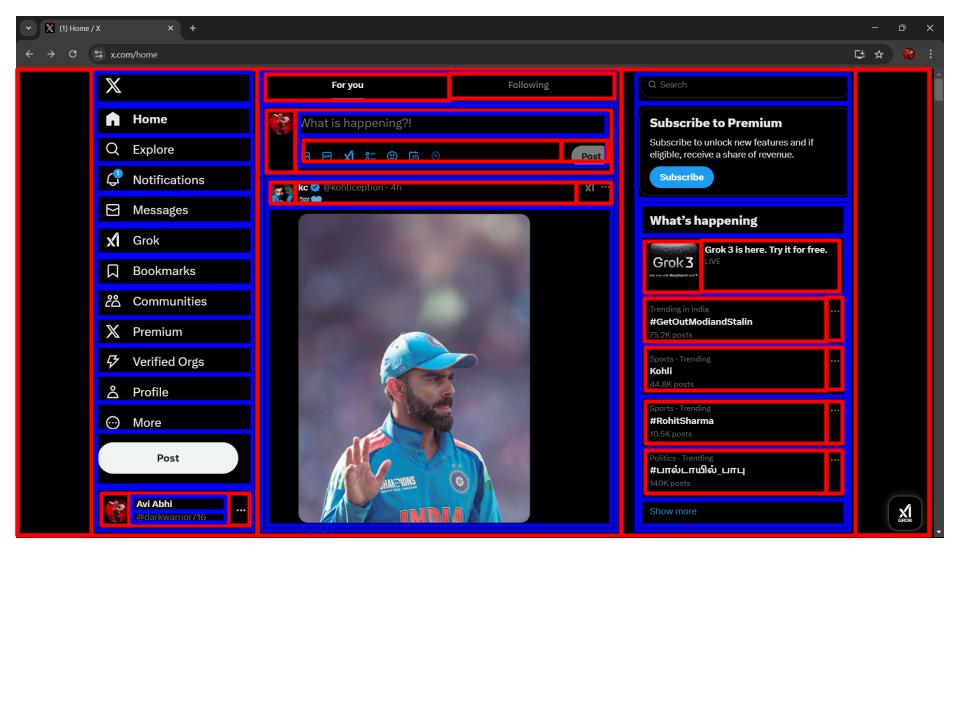 (1) Home / X
x.com/home
Home
Explore
1
Notifications
Messages
Grok
Bookmarks
Communities
Premium
Verified Orgs
Profile
More
Post
Avi Abhi
@darkwarrior716
For you
Following
What is happening?!
Post
kc @kohliception · 4h
CHAMPIONS
INDIA
Search
Subscribe to Premium
Subscribe to unlock new features and if
eligible, receive a share of revenue.
Subscribe
What's happening
Grok 3
Grok 3 is here. Try it for free.
LIVE
Trending in India
#GetOutModiandStalin
75.2K posts
Sports · Trending
Kohli
44.8K posts
Sports · Trending
#RohitSharma
10.5K posts
Politics · Trending
#பால்டாயில்_பாபு
140K posts
Show more
GROK